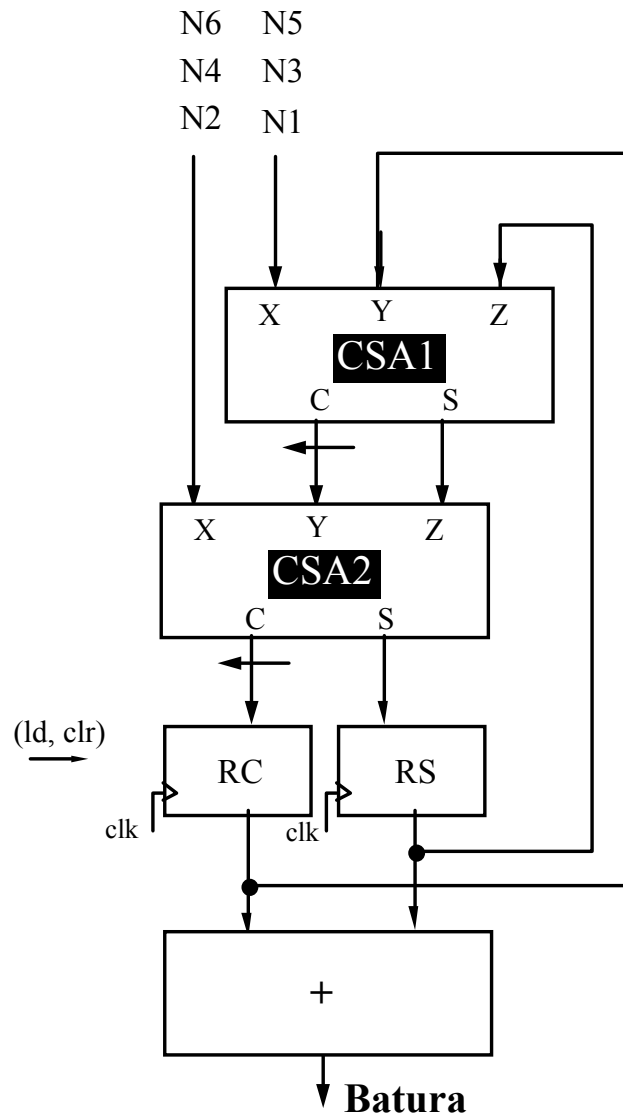 N6 N5
N4 N3
N2 N1
X Y Z
CSA1
C S
X Y Z
CSA2
C S
(ld, clr)
RC RS
clk clk
+
Batura